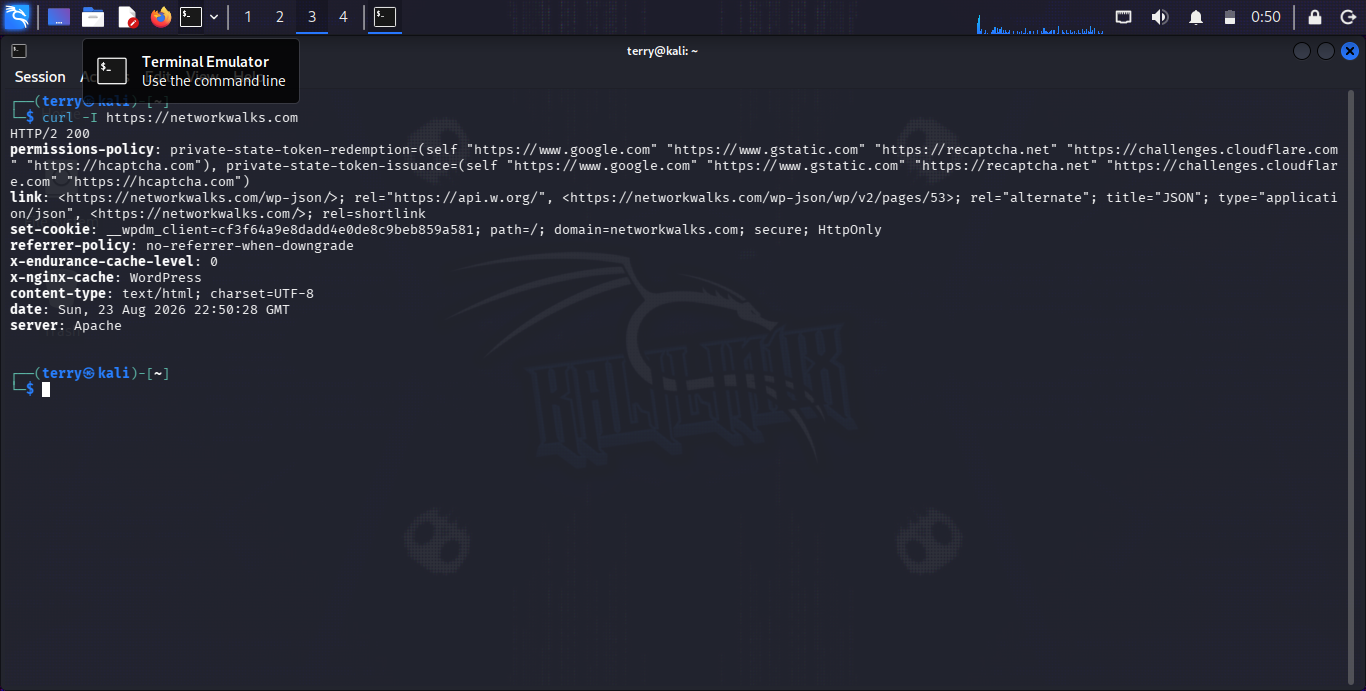 1 2 3 4 0:50
terry@kali: ~
Terminal Emulator
Use the command line
Session
┌──(terry㉿kali)-[~]
└─$ curl -I https://networkwalks.com
HTTP/2 200
permissions-policy: private-state-token-redemption=(self "https://www.google.com" "https://www.gstatic.com" "https://recaptcha.net" "https://challenges.cloudflare.com
" "https://hcaptcha.com"), private-state-token-issuance=(self "https://www.google.com" "https://www.gstatic.com" "https://recaptcha.net" "https://challenges.cloudflar
e.com" "https://hcaptcha.com")
link: <https://networkwalks.com/wp-json/>; rel="https://api.w.org/", <https://networkwalks.com/wp-json/wp/v2/pages/53>; rel="alternate"; title="JSON"; type="applicati
on/json", <https://networkwalks.com/>; rel=shortlink
set-cookie: __wpdm_client=cf3f64a9e8dadd4e0de8c9beb859a581; path=/; domain=networkwalks.com; secure; HttpOnly
referrer-policy: no-referrer-when-downgrade
x-endurance-cache-level: 0
x-nginx-cache: WordPress
content-type: text/html; charset=UTF-8
date: Sun, 23 Aug 2026 22:50:28 GMT
server: Apache
┌──(terry㉿kali)-[~]
└─$
KALI LINUX